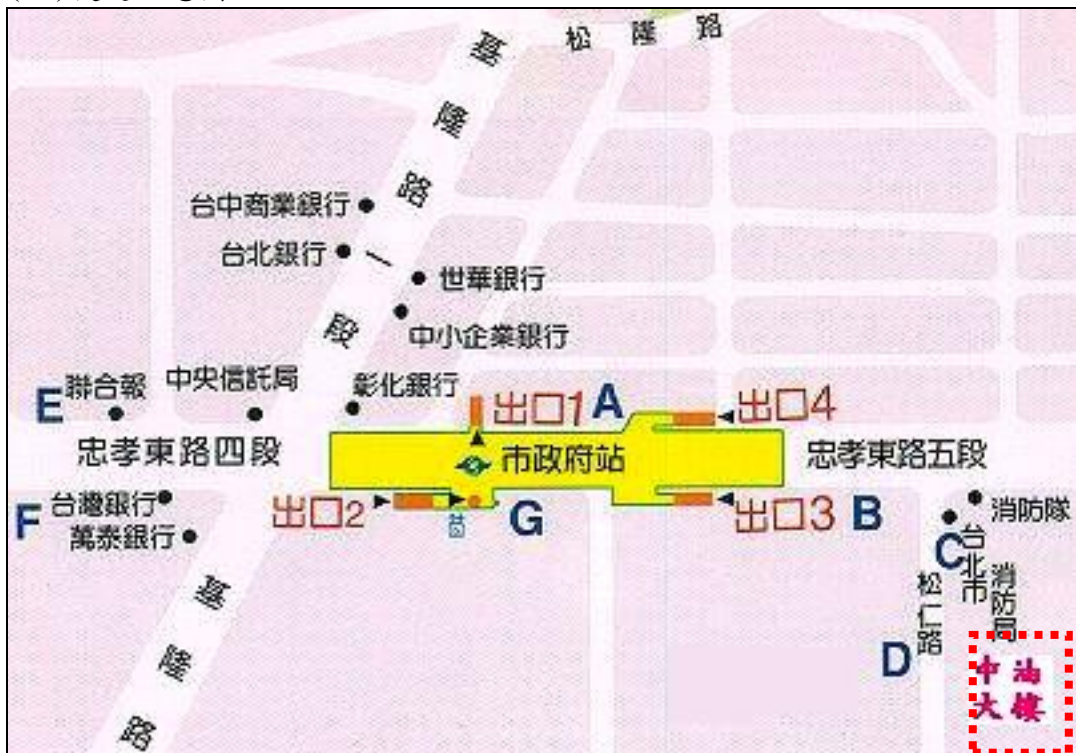 松隆路
基隆路一段
台中商業銀行
台北銀行
世華銀行
中小企業銀行
E
聯合報
中央信託局
彰化銀行
出口1
A
出口4
忠孝東路四段
市政府站
忠孝東路五段
F
台灣銀行
萬泰銀行
出口2
G
出口3
B
消防隊
C
台北市
消防局
松仁路
D
基隆路
中油
大樓